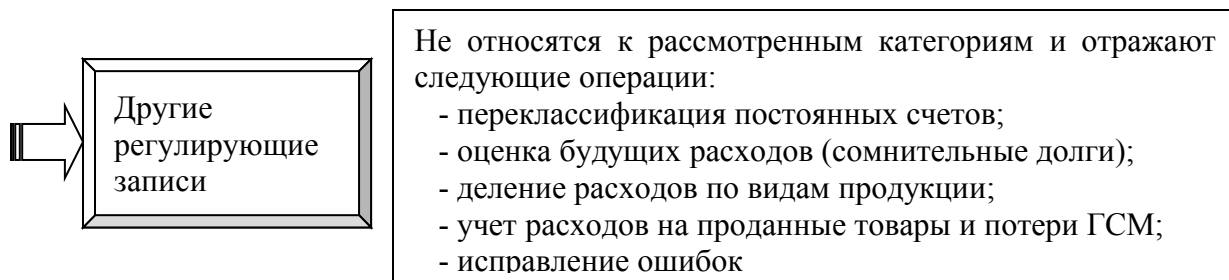 Другие
регулирующие
записи
Не относятся к рассмотренным категориям и отражают
следующие операции:
- переклассификация постоянных счетов;
- оценка будущих расходов (сомнительные долги);
- деление расходов по видам продукции;
- учет расходов на проданные товары и потери ГСМ;
- исправление ошибок